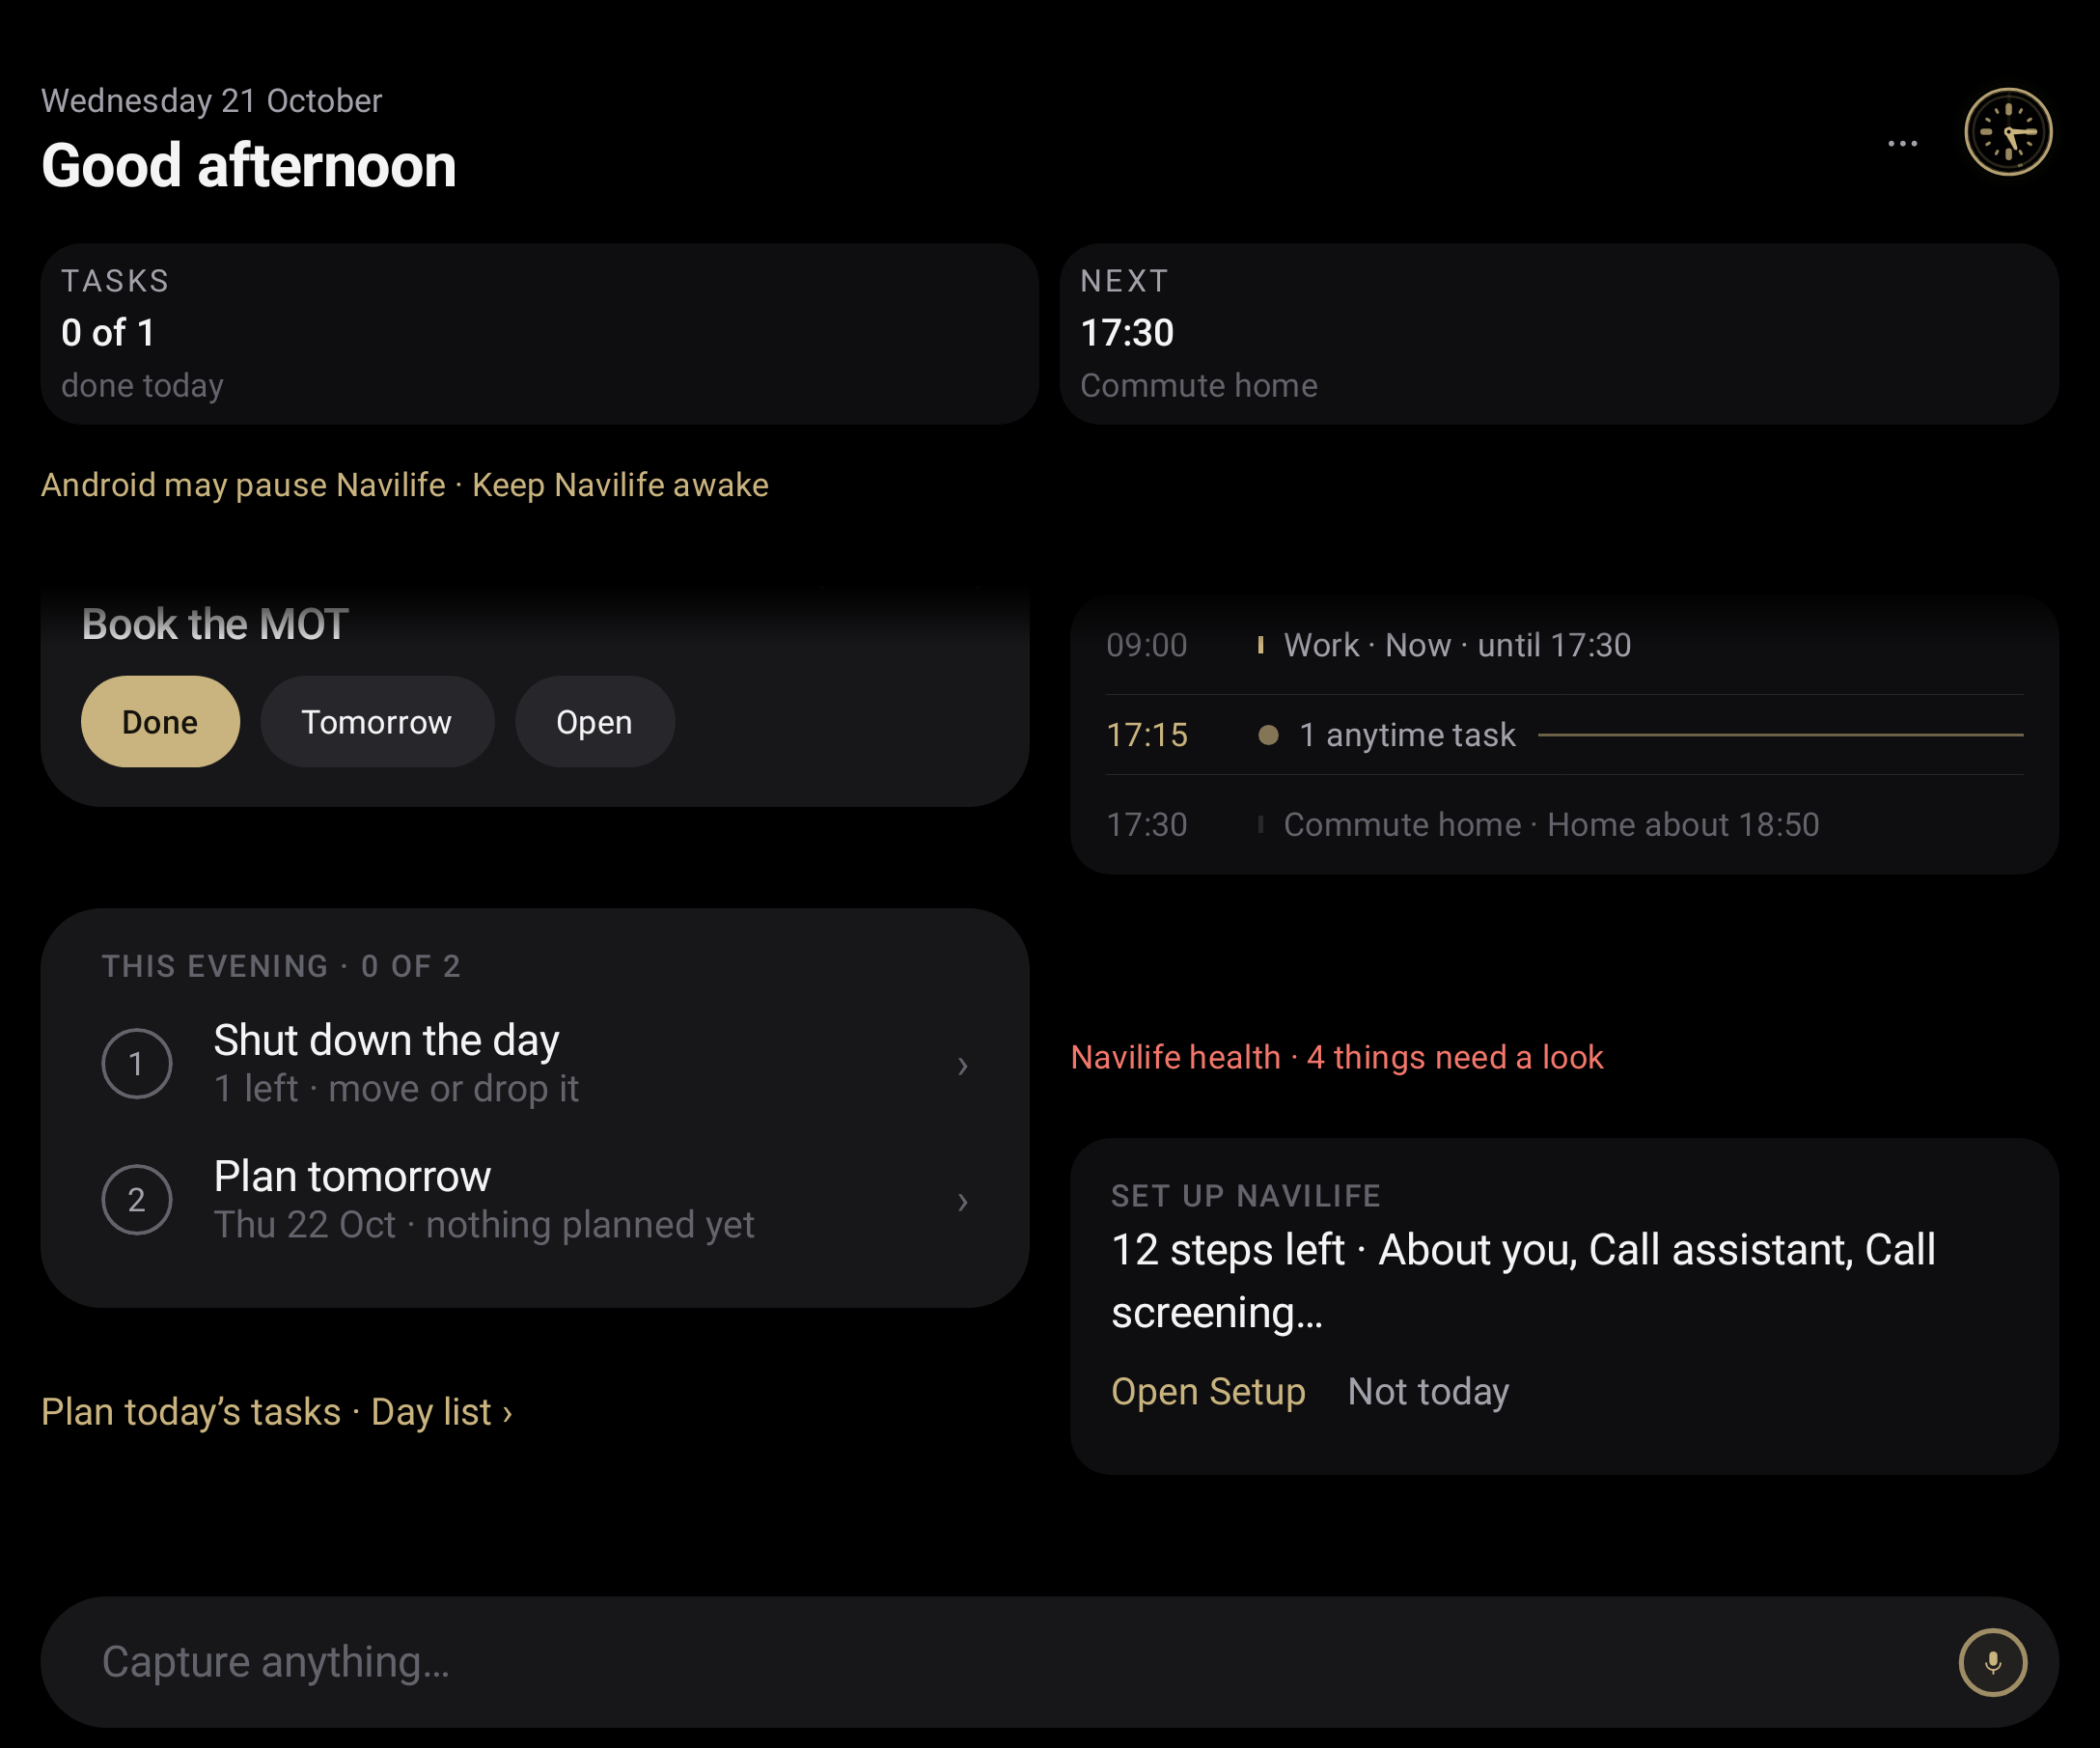 Wednesday 21 October
Good afternoon
...
TASKS
0 of 1
done today
NEXT
17:30
Commute home
Android may pause Navilife · Keep Navilife awake
Book the MOT
Done
Tomorrow
Open
09:00 Work · Now · until 17:30
17:15 1 anytime task
17:30 Commute home · Home about 18:50
THIS EVENING · 0 OF 2
1 Shut down the day ›
1 left · move or drop it
2 Plan tomorrow ›
Thu 22 Oct · nothing planned yet
Plan today’s tasks · Day list ›
Navilife health · 4 things need a look
SET UP NAVILIFE
12 steps left · About you, Call assistant, Call
screening…
Open Setup Not today
Capture anything…